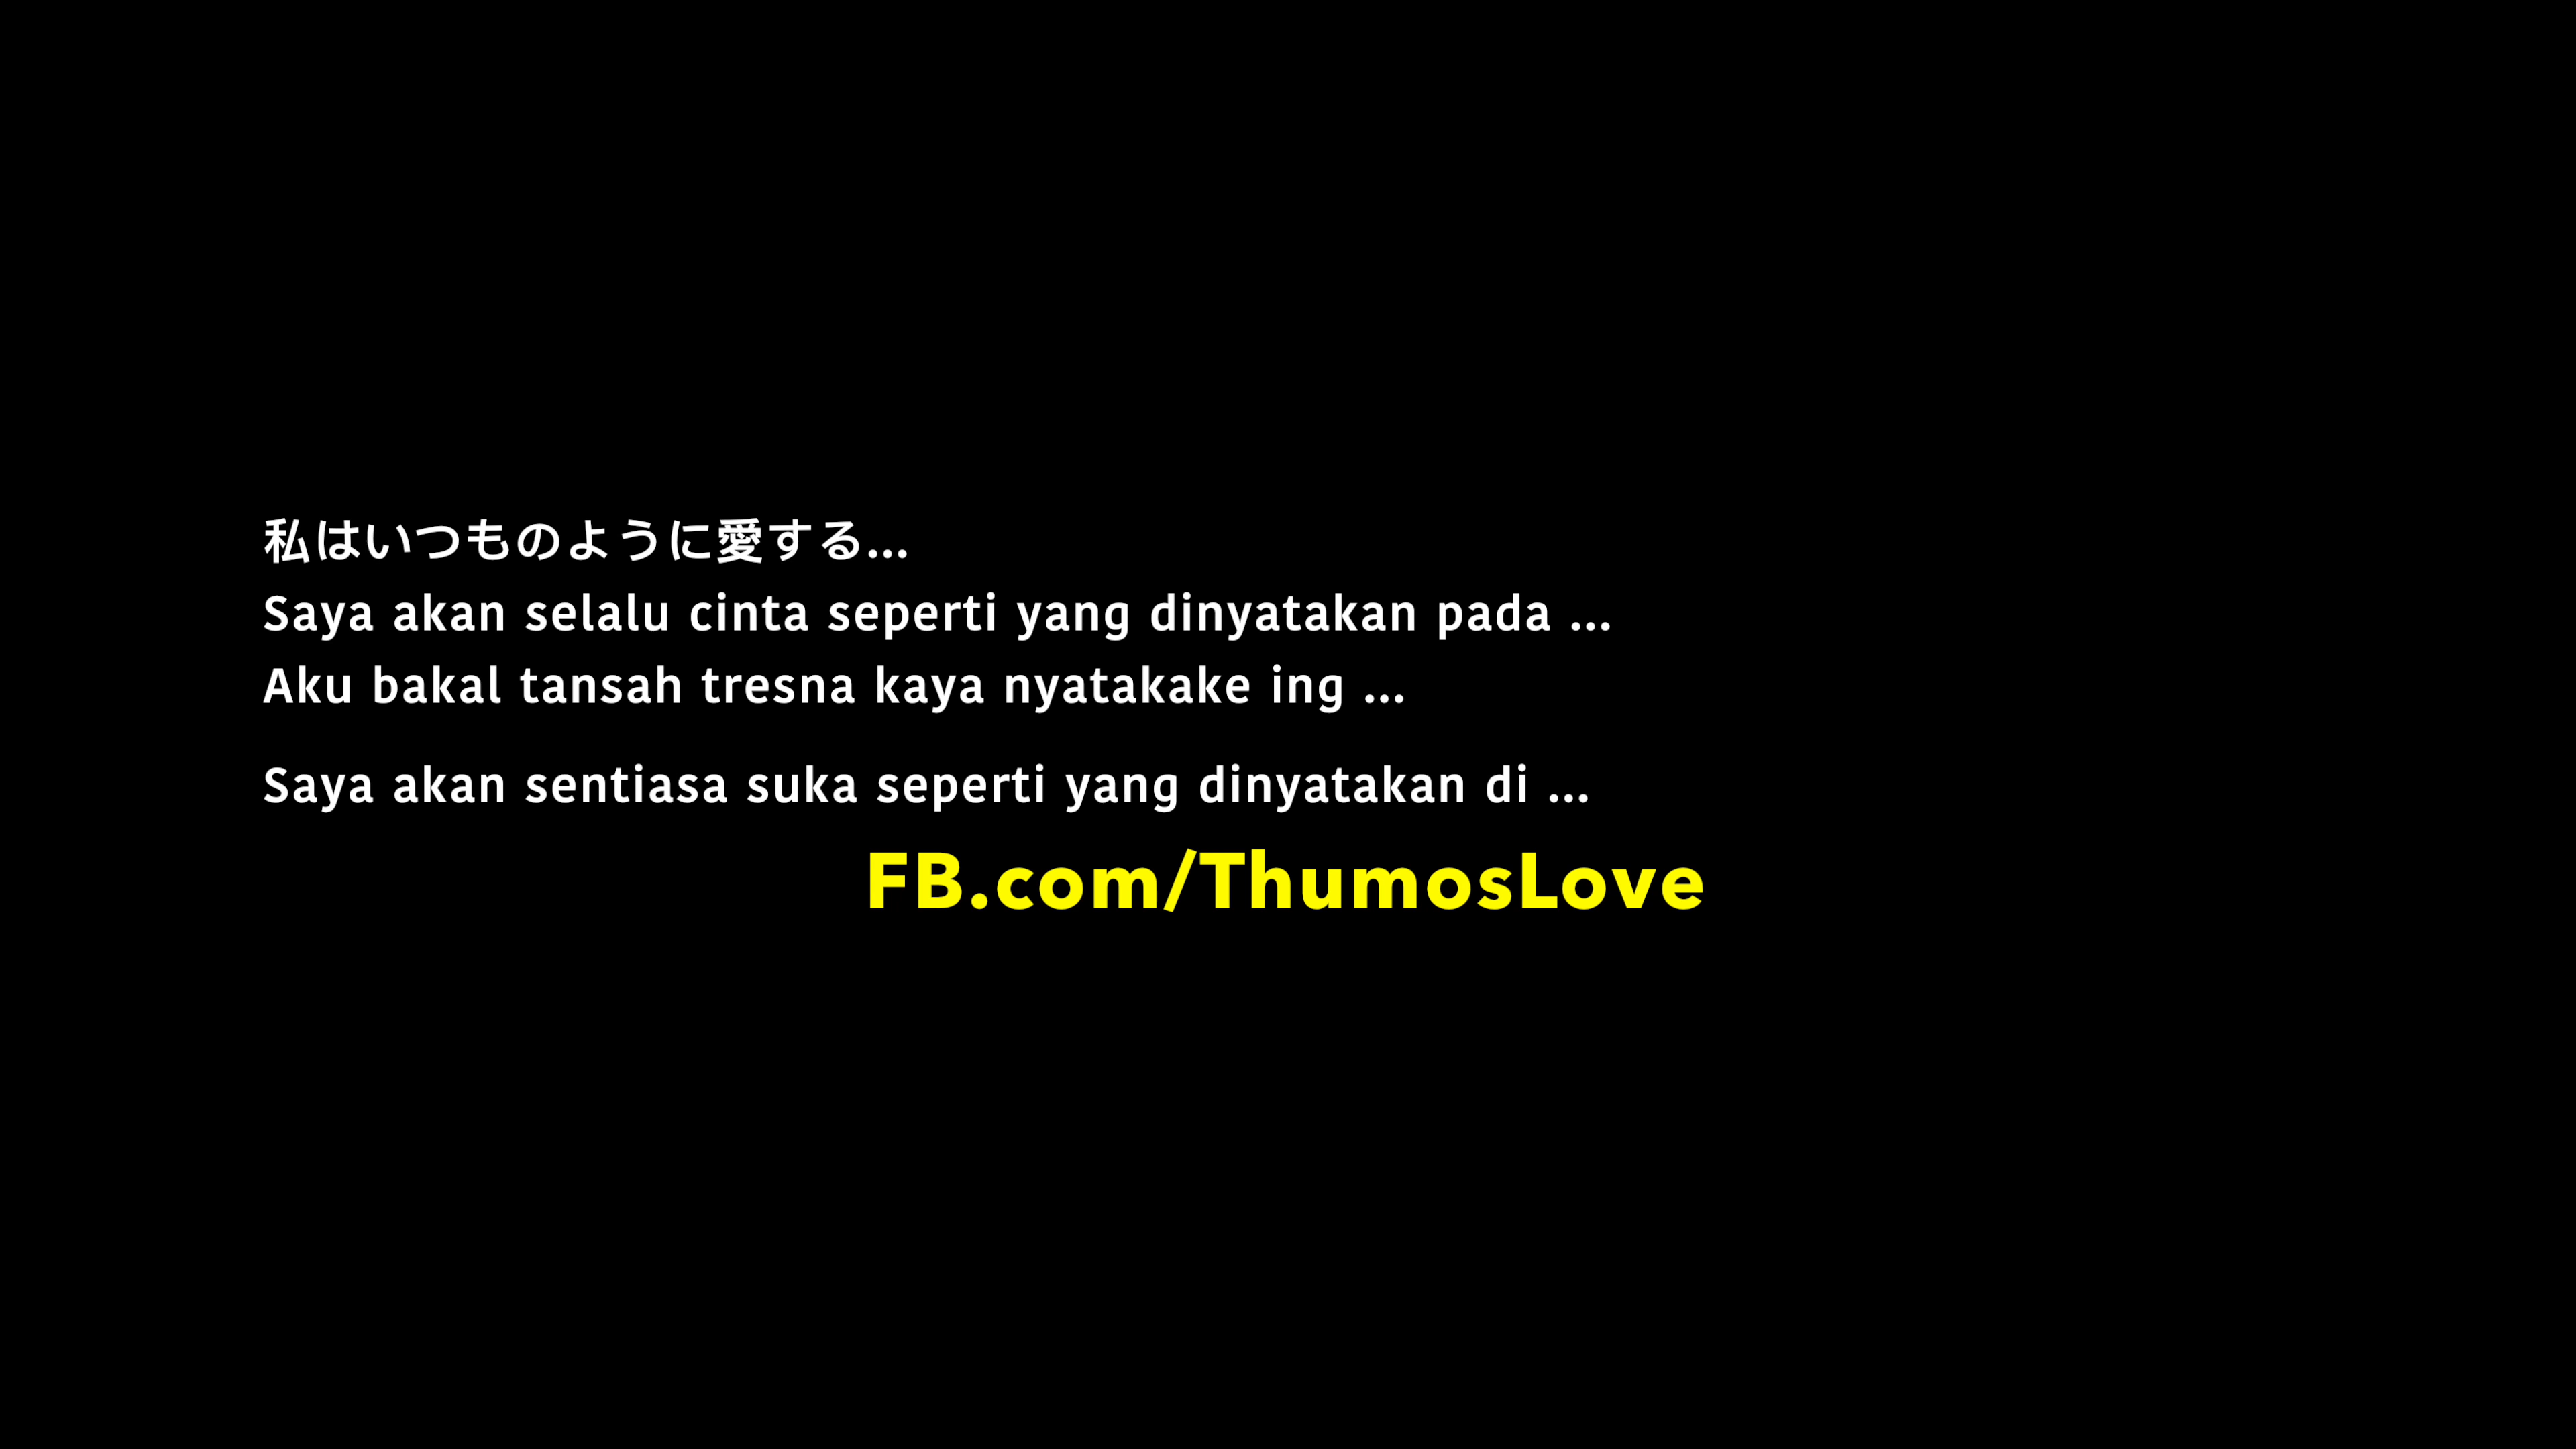 私はいつものように愛する...
Saya akan selalu cinta seperti yang dinyatakan pada ...
Aku bakal tansah tresna kaya nyatakake ing ...
Saya akan sentiasa suka seperti yang dinyatakan di ...
FB.com/ThumosLove